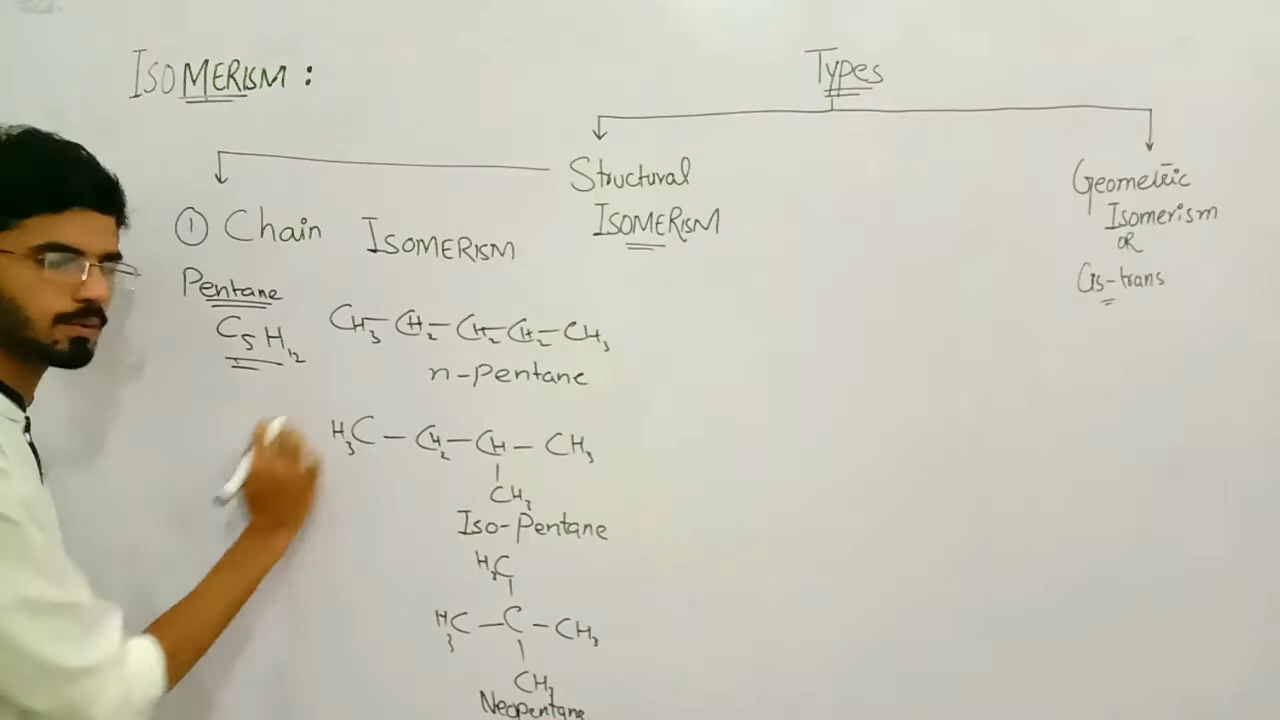 ISOMERISM :
Types
Structural
ISOMERISM
Geometric
Isomerism
OR
Cis-trans
① Chain ISOMERISM
Pentane
C₅H₁₂
CH₃-CH₂-CH₂-CH₂-CH₃
n-pentane
H₃C-CH₂-CH-CH₃
CH₃
Iso-Pentane
H₃C
H₃C-C-CH₃
CH₃
Neopentane